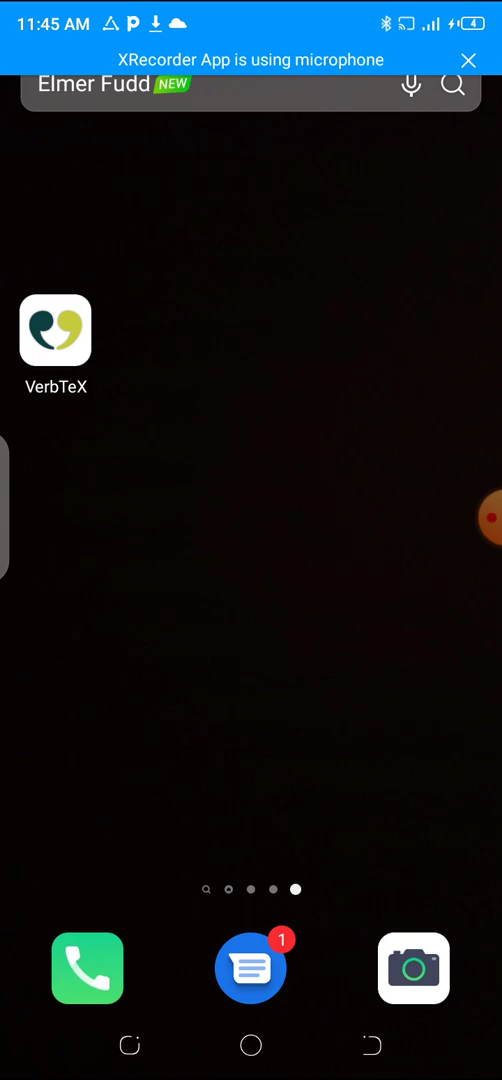 11:45 AM
4
XRecorder App is using microphone
Elmer Fudd NEW
VerbTeX
1